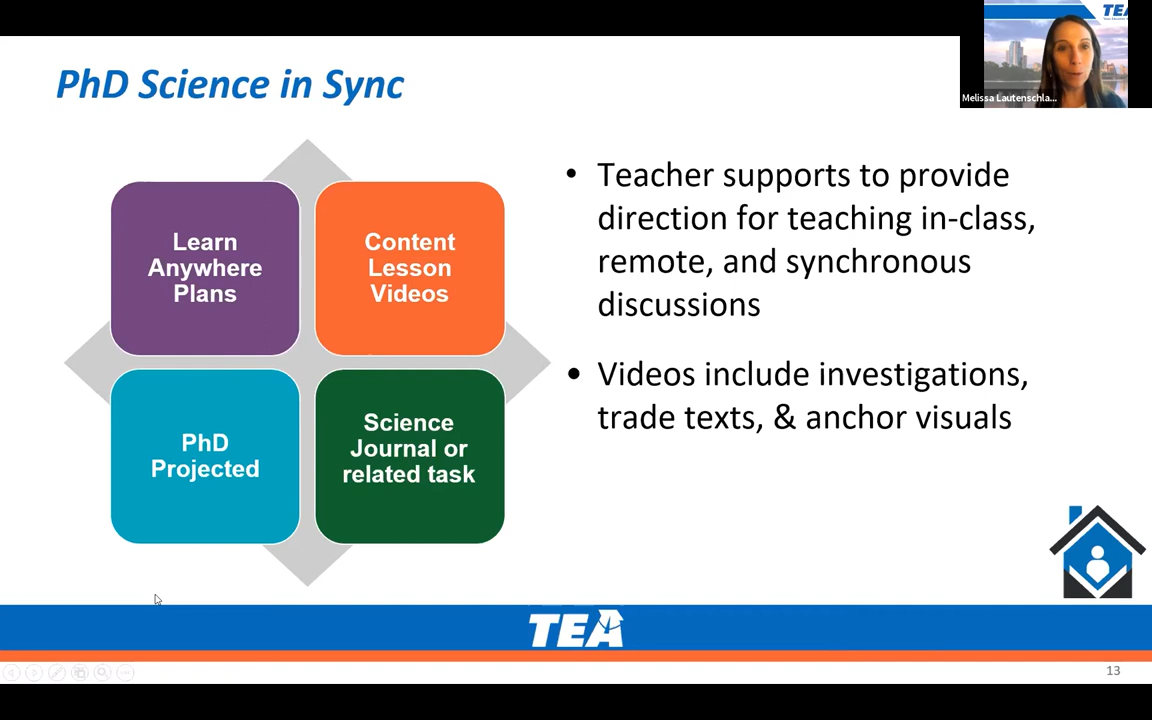 TEA
Melissa Lautenschla...
PhD Science in Sync
Learn
Anywhere
Plans
Content
Lesson
Videos
PhD
Projected
Science
Journal or
related task
• Teacher supports to provide
direction for teaching in-class,
remote, and synchronous
discussions
• Videos include investigations,
trade texts, & anchor visuals
TEA
13